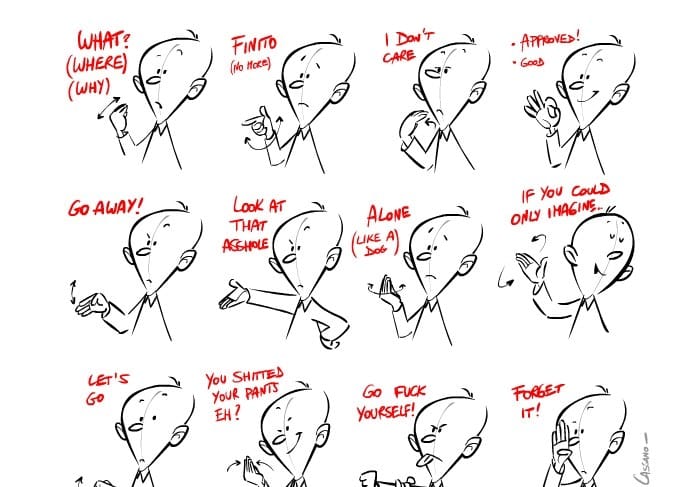 WHAT?
(WHERE)
(WHY)
FINITO
(NO MORE)
I DON'T
CARE
• APPROVED!
• GOOD
GO AWAY!
LOOK AT
THAT
ASSHOLE
ALONE
(LIKE A)
DOG
IF YOU COULD
ONLY IMAGINE..
LET'S
GO
YOU SHITTED
YOUR PANTS
EH?
GO FUCK
YOURSELF!
FORGET
IT!
CASCANO